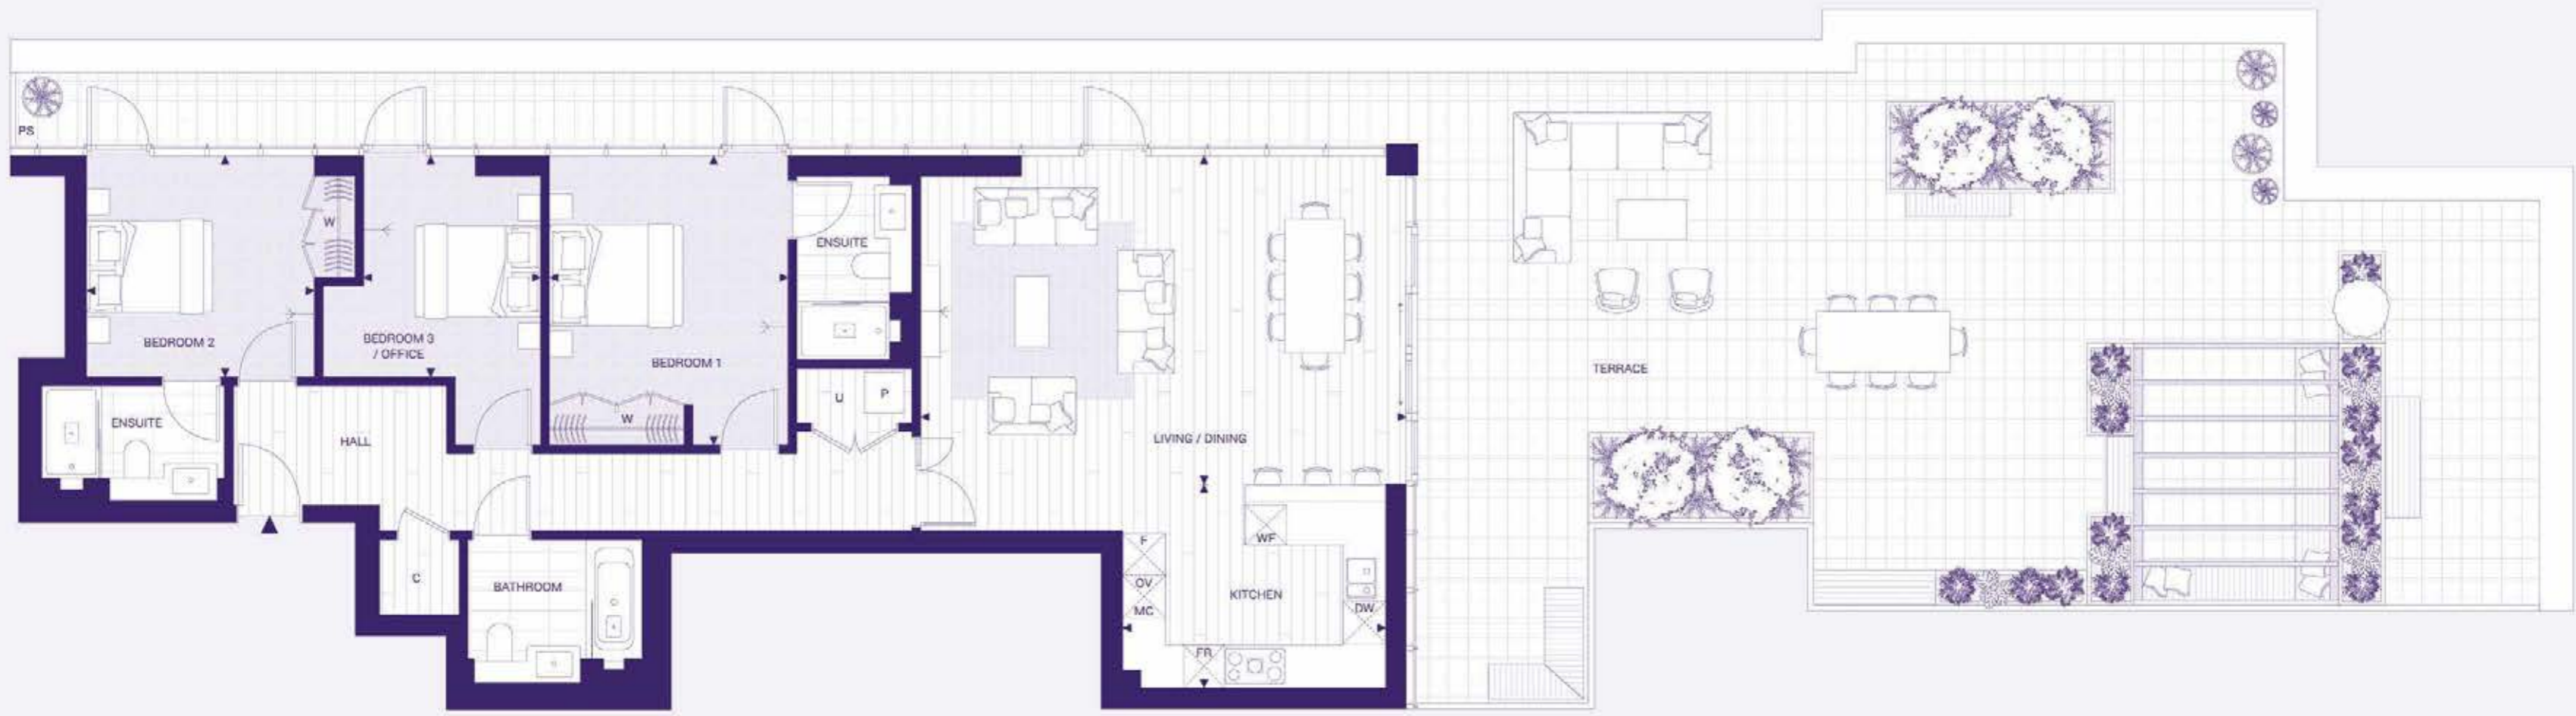 PS
W
ENSUITE
BEDROOM 2
BEDROOM 3
/ OFFICE
BEDROOM 1
TERRACE
U
P
W
ENSUITE
HALL
LIVING / DINING
F
WF
OV
C
BATHROOM
KITCHEN
MC
DW
FR